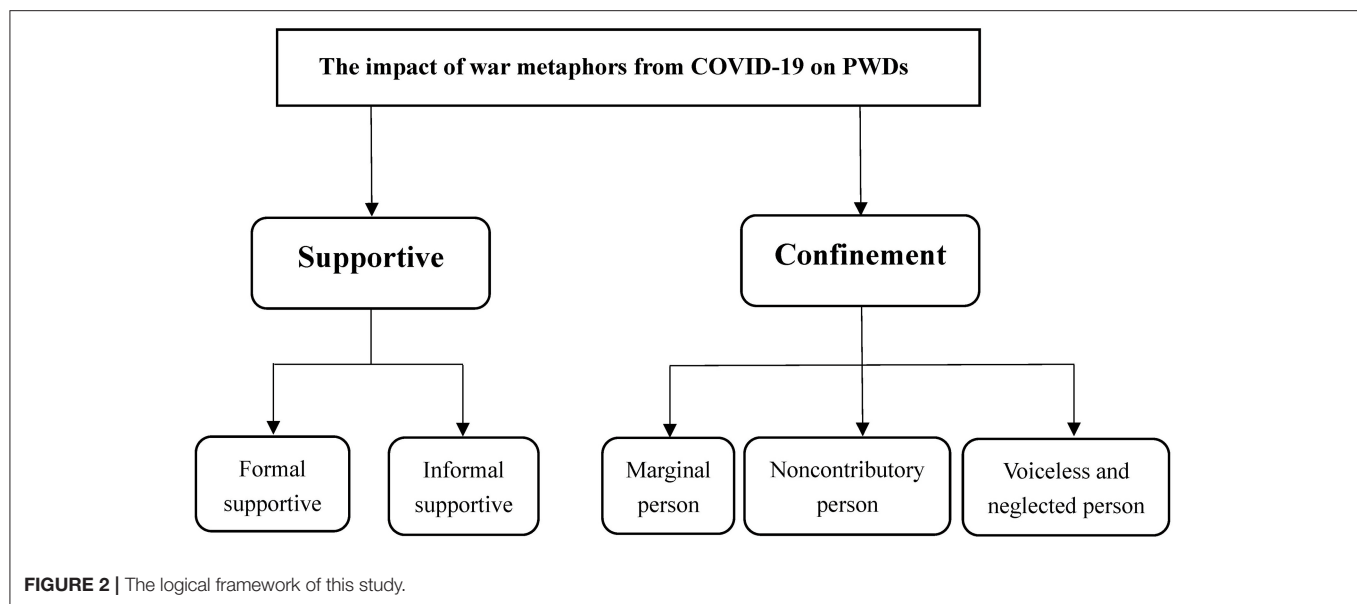 The impact of war metaphors from COVID-19 on PWDs
Supportive
Confinement
Formal
supportive
Informal
supportive
Marginal
person
Noncontributory
person
Voiceless and
neglected person
FIGURE 2 | The logical framework of this study.